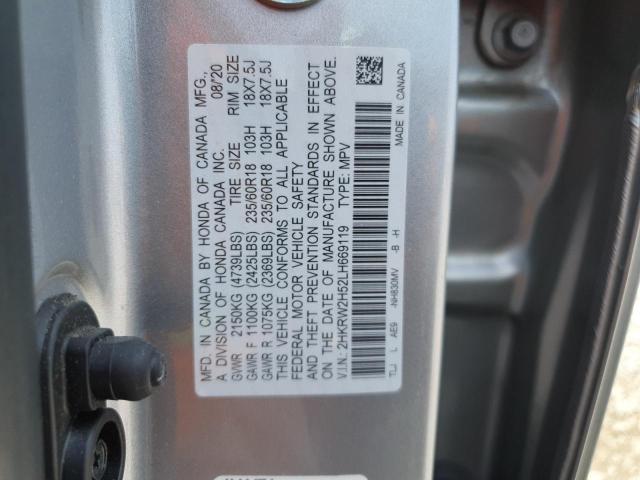 MFD. IN CANADA BY HONDA OF CANADA MFG.,
A DIVISION OF HONDA CANADA INC. 08/20
GVWR 2150KG (4739LBS) TIRE SIZE RIM SIZE
GAWR F 1100KG (2425LBS) 235/60R18 103H 18X7.5J
GAWR R 1075KG (2369LBS) 235/60R18 103H 18X7.5J
THIS VEHICLE CONFORMS TO ALL APPLICABLE
FEDERAL MOTOR VEHICLE SAFETY
AND THEFT PREVENTION STANDARDS IN EFFECT
ON THE DATE OF MANUFACTURE SHOWN ABOVE.
V.I.N.: 2HKRW2H52LH669119 TYPE: MPV
TLJ L AE9 -NH830MV -B -H MADE IN CANADA